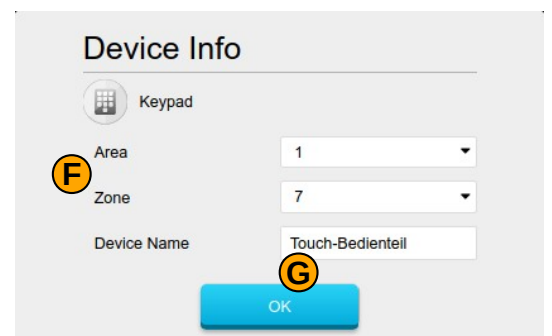 Device Info
Keypad
Area 1
F
Zone 7
Device Name Touch-Bedienteil
G
OK